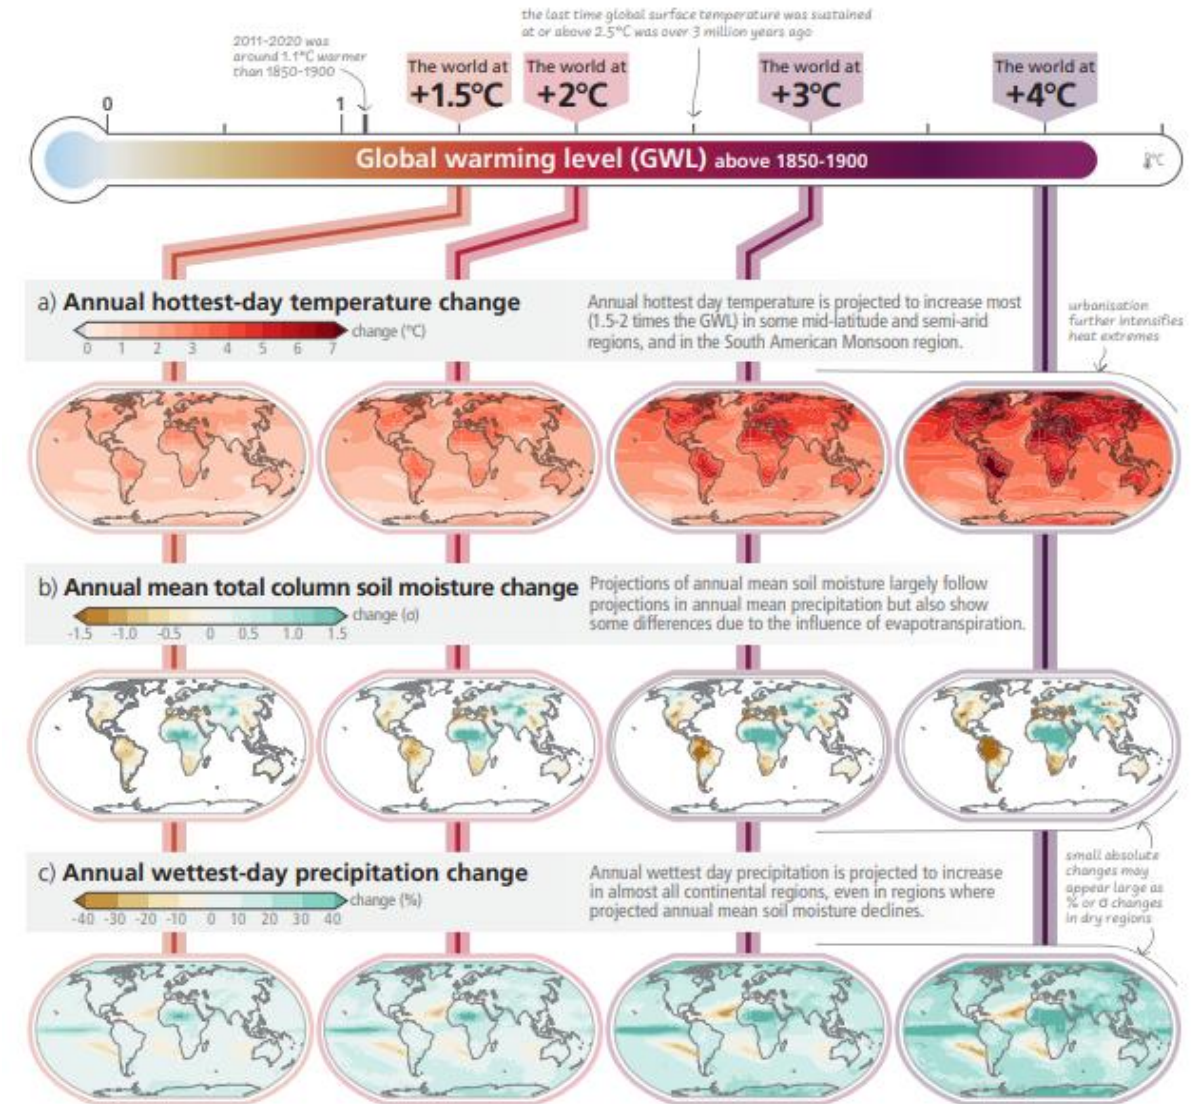 the last time global surface temperature was sustained
at or above 2.5°C was over 3 million years ago
2011-2020 was
around 1.1°C warmer
than 1850-1900
The world at
+1.5°C
The world at
+2°C
The world at
+3°C
The world at
+4°C
0
1
Global warming level (GWL) above 1850-1900
°C
a) Annual hottest-day temperature change
change (°C)
0 1 2 3 4 5 6 7
Annual hottest day temperature is projected to increase most
(1.5-2 times the GWL) in some mid-latitude and semi-arid
regions, and in the South American Monsoon region.
urbanisation
further intensifies
heat extremes
b) Annual mean total column soil moisture change
change (σ)
-1.5 -1.0 -0.5 0 0.5 1.0 1.5
Projections of annual mean soil moisture largely follow
projections in annual mean precipitation but also show
some differences due to the influence of evapotranspiration.
c) Annual wettest-day precipitation change
change (%)
-40 -30 -20 -10 0 10 20 30 40
Annual wettest day precipitation is projected to increase
in almost all continental regions, even in regions where
projected annual mean soil moisture declines.
small absolute
changes may
appear large as
% or σ changes
in dry regions